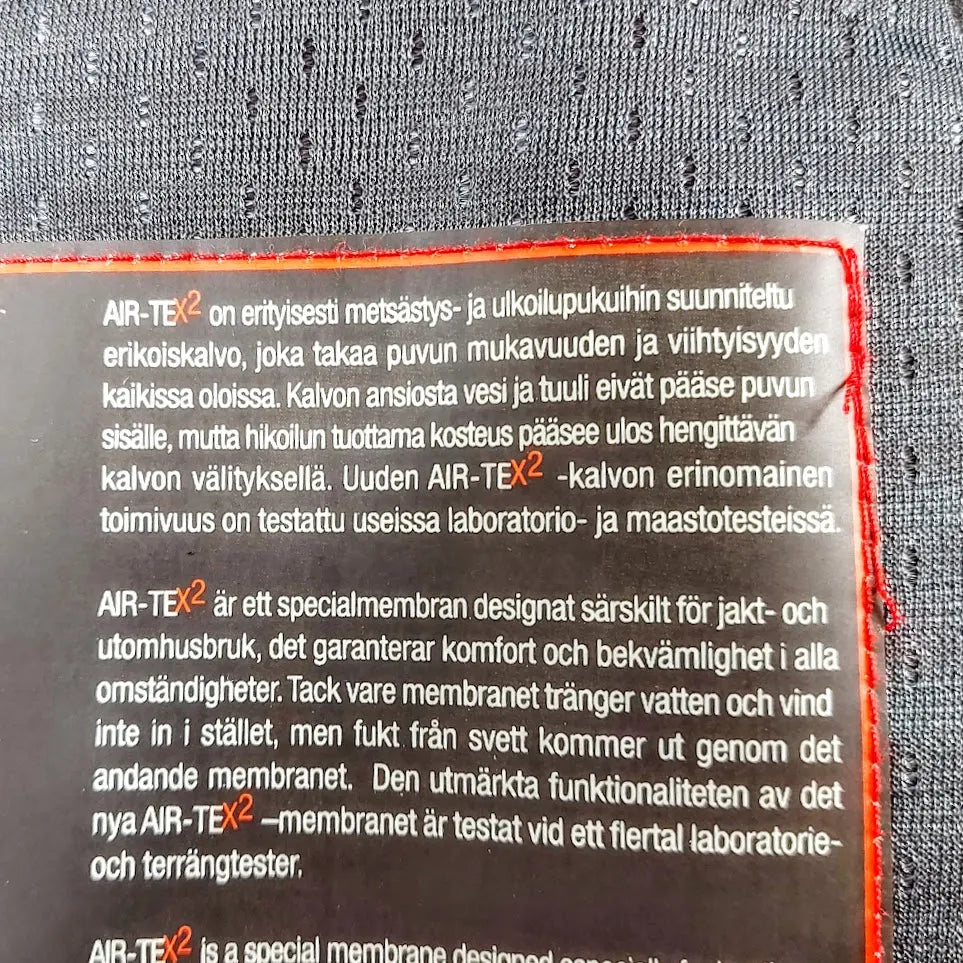 AIR-TEX2 on erityisesti metsästys- ja ulkoilupukuihin suunniteltu
erikoiskalvo, joka takaa puvun mukavuuden ja viihtyisyyden
kaikissa oloissa. Kalvon ansiosta vesi ja tuuli eivät pääse puvun
sisälle, mutta hikoilun tuottama kosteus pääsee ulos hengittävän
kalvon välityksellä. Uuden AIR-TEX2 -kalvon erinomainen
toimivuus on testattu useissa laboratorio- ja maastotesteissä.
AIR-TEX2 är ett specialmembran designat särskilt för jakt- och
utomhusbruk, det garanterar komfort och bekvämlighet i alla
omständigheter. Tack vare membranet tränger vatten och vind
inte in i stället, men fukt från svett kommer ut genom det
andande membranet. Den utmärkta funktionaliteten av det
nya AIR-TEX2 –membranet är testat vid ett flertal laboratorie-
och terrängtester.
AIR-TEX2 is a special membrane designed especially